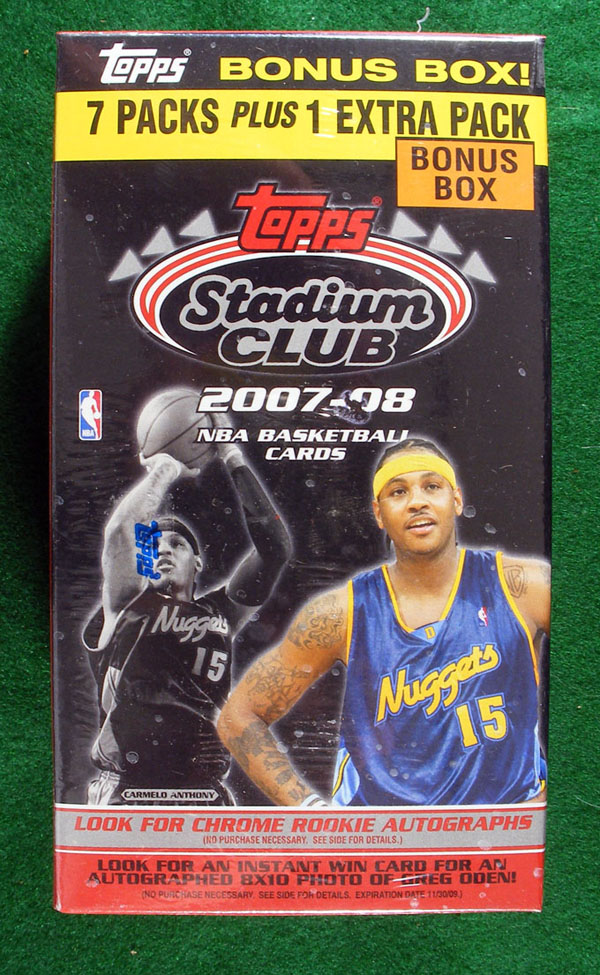 Topps BONUS BOX!
7 PACKS PLUS 1 EXTRA PACK
BONUS
BOX
Topps
Stadium
CLUB
2007-08
NBA BASKETBALL
CARDS
NBA
Topps
Nuggets
15
Nuggets
15
CARMELO ANTHONY
LOOK FOR CHROME ROOKIE AUTOGRAPHS
(NO PURCHASE NECESSARY. SEE SIDE FOR DETAILS.)
LOOK FOR AN INSTANT WIN CARD FOR AN
AUTOGRAPHED 8X10 PHOTO OF GREG ODEN!
(NO PURCHASE NECESSARY. SEE SIDE FOR DETAILS. EXPIRATION DATE 11/30/09.)